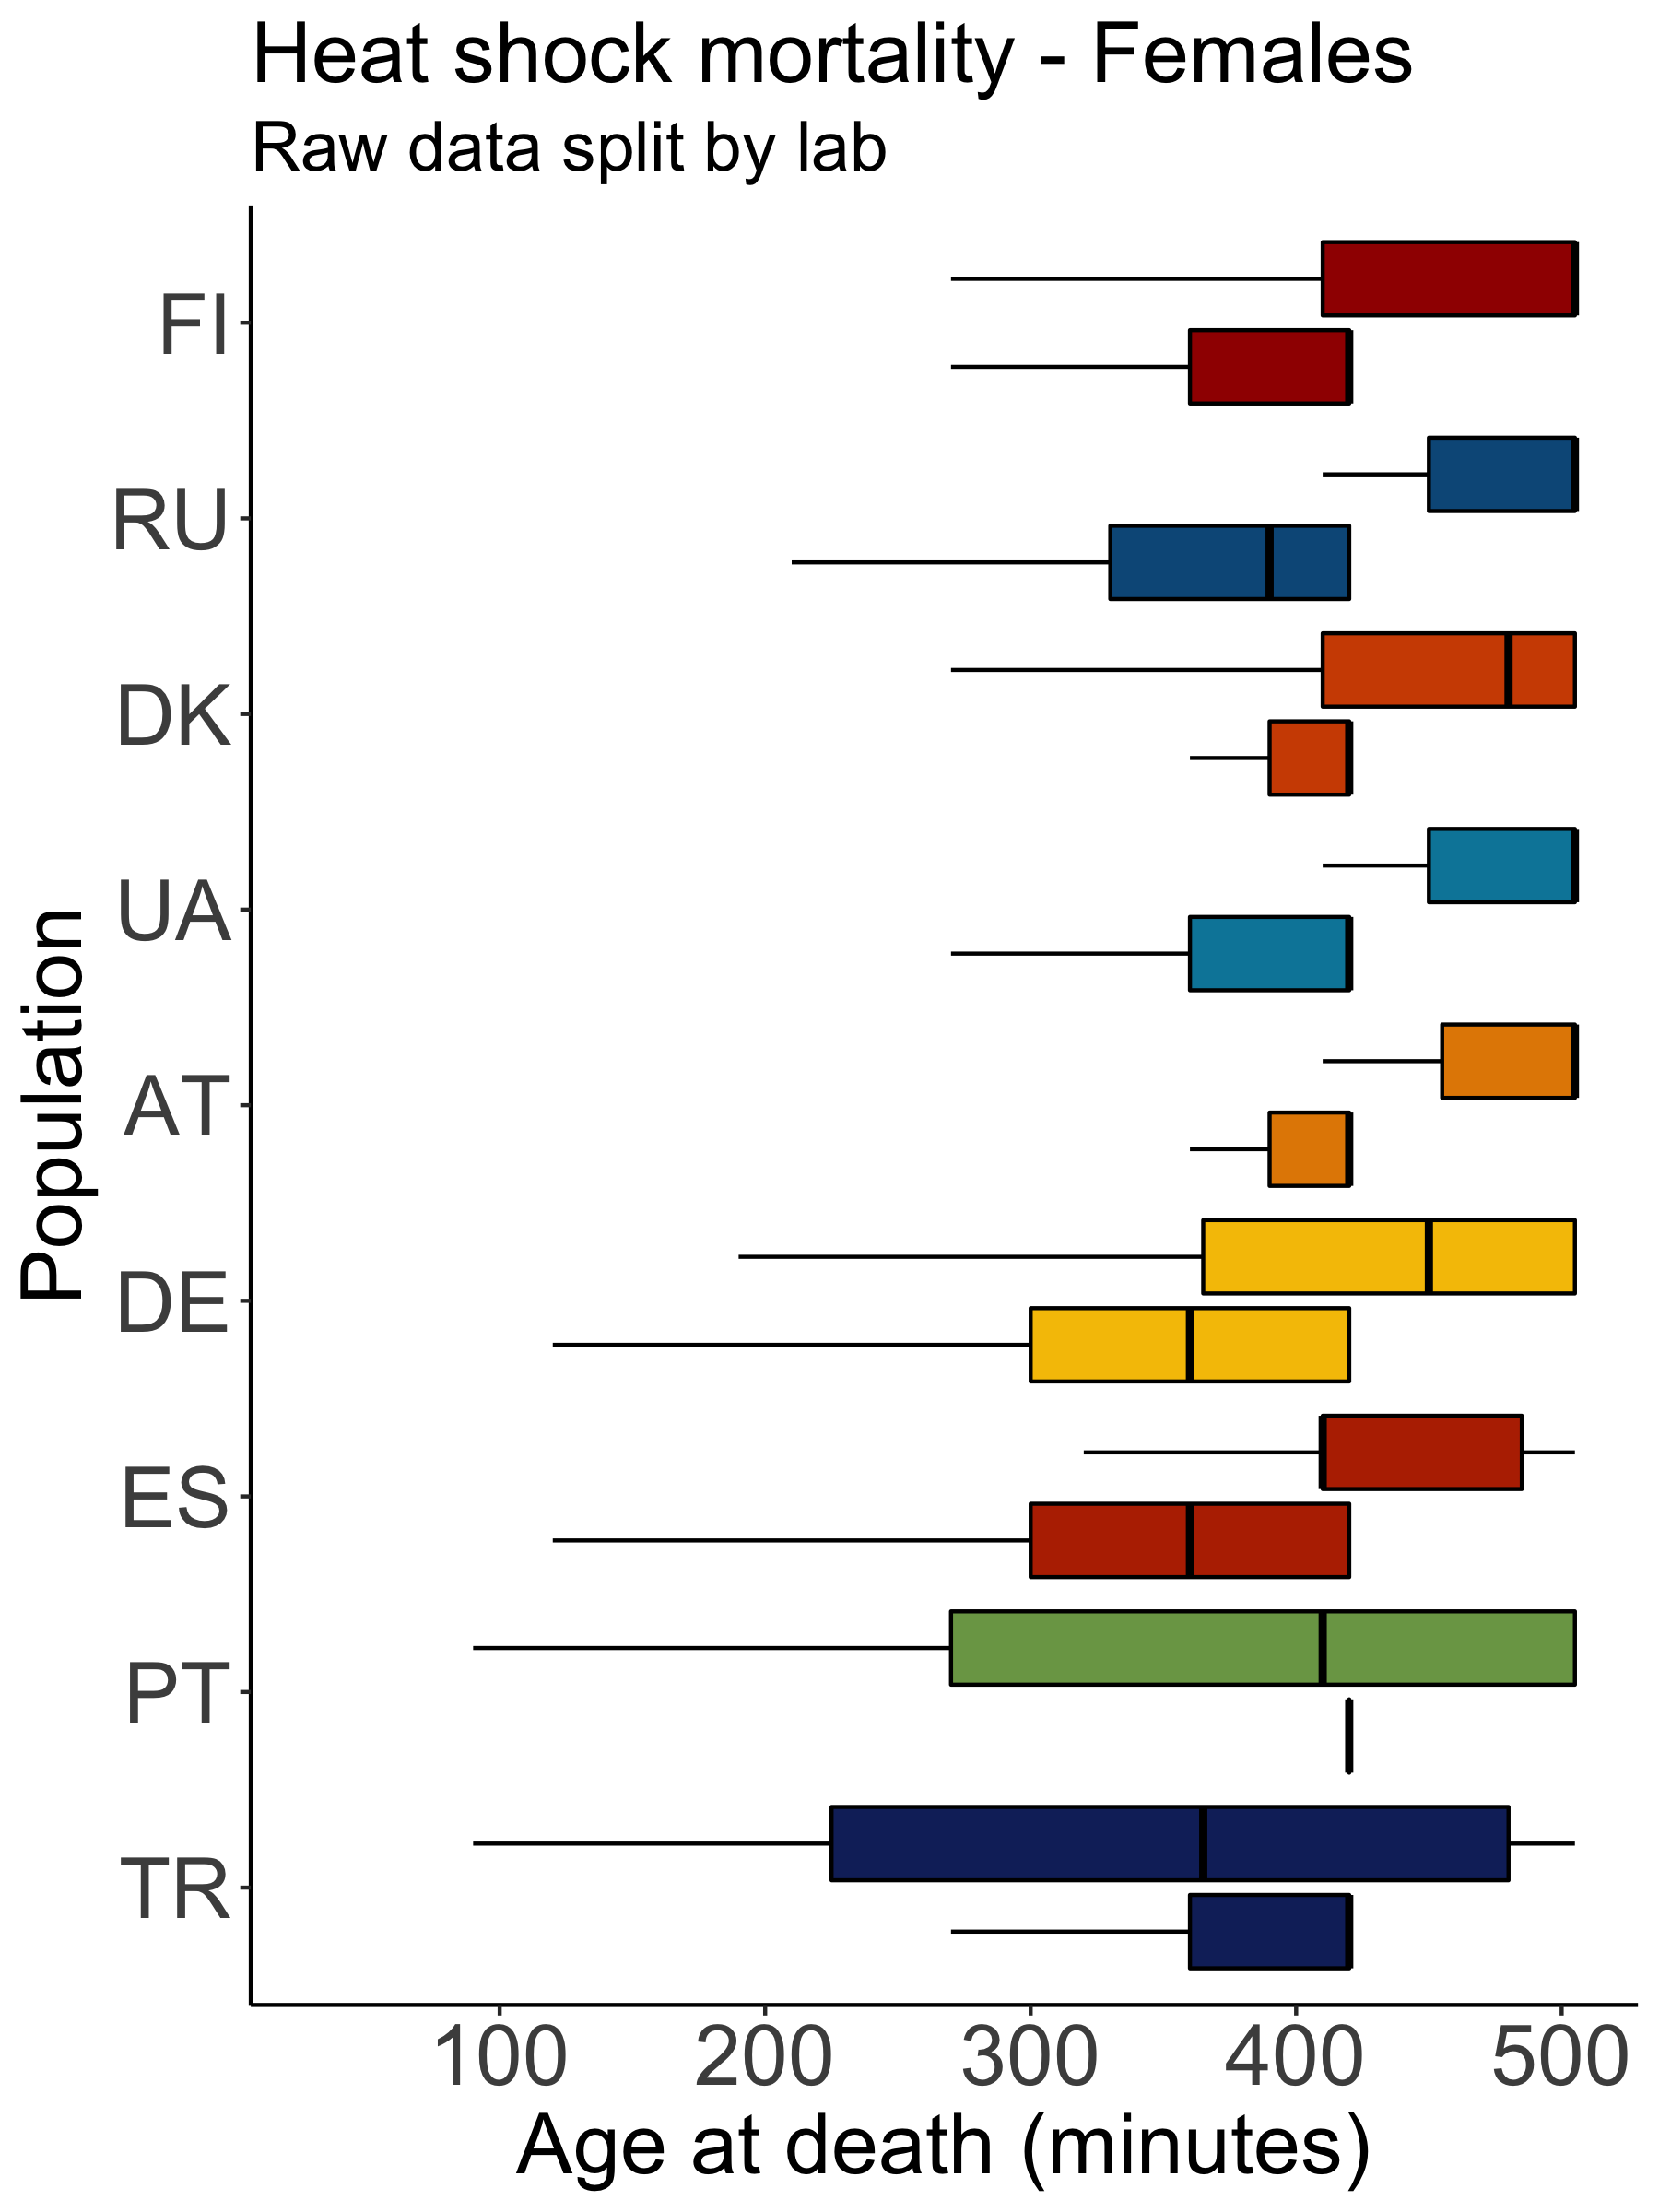 Heat shock mortality - Females
Raw data split by lab
Population
FI
RU
DK
UA
AT
DE
ES
PT
TR
100 200 300 400 500
Age at death (minutes)